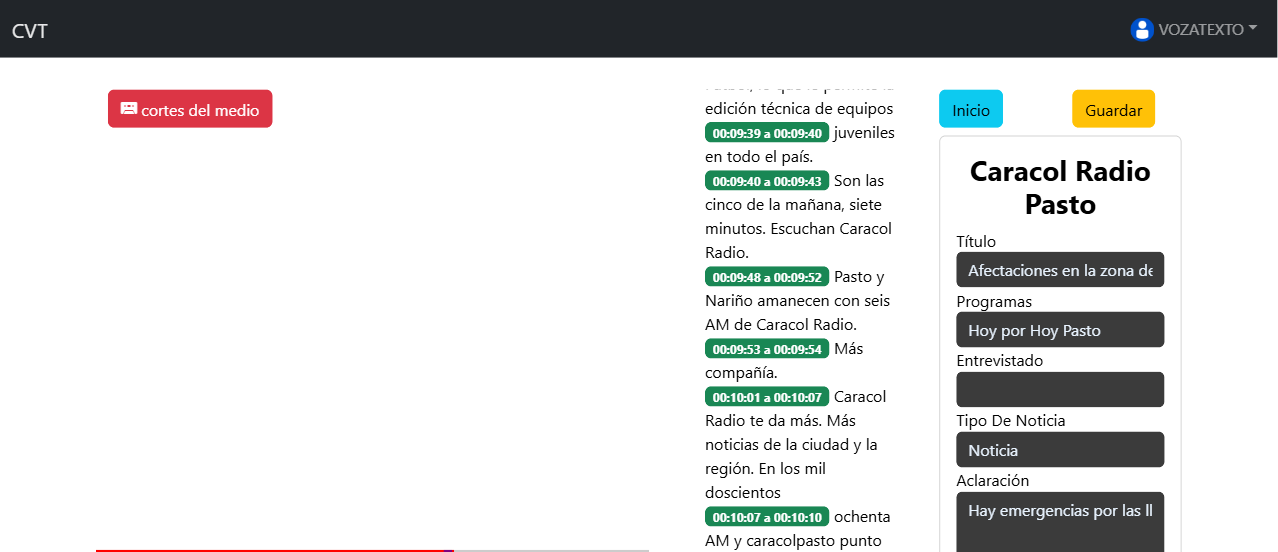 CVT
VOZATEXTO
cortes del medio
edición técnica de equipos
00:09:39 a 00:09:40 juveniles
en todo el país.
00:09:40 a 00:09:43 Son las
cinco de la mañana, siete
minutos. Escuchan Caracol
Radio.
00:09:48 a 00:09:52 Pasto y
Nariño amanecen con seis
AM de Caracol Radio.
00:09:53 a 00:09:54 Más
compañía.
00:10:01 a 00:10:07 Caracol
Radio te da más. Más
noticias de la ciudad y la
región. En los mil
doscientos
00:10:07 a 00:10:10 ochenta
AM y caracolpasto punto
Inicio
Guardar
Caracol Radio
Pasto
Título
Afectaciones en la zona de
Programas
Hoy por Hoy Pasto
Entrevistado
Tipo De Noticia
Noticia
Aclaración
Hay emergencias por las ll